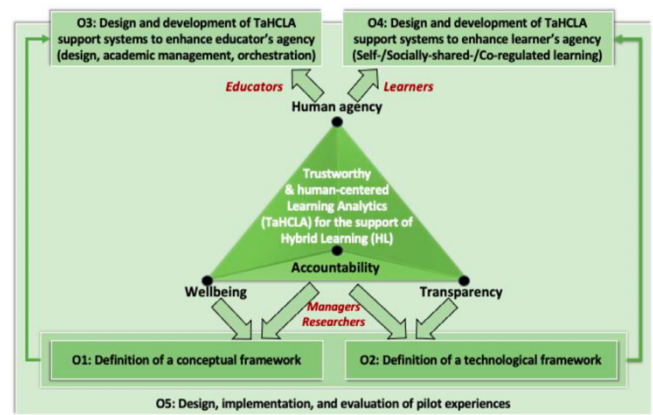 O3: Design and development of TaHCLA
support systems to enhance educator's agency
(design, academic management, orchestration)
O4: Design and development of TaHCLA
support systems to enhance learner's agency
(Self-/Socially-shared-/Co-regulated learning)
Educators
Learners
Human agency
Trustworthy
& human-centered
Learning Analytics
(TaHCLA) for the support of
Hybrid Learning (HL)
Accountability
Wellbeing
Transparency
Managers
Researchers
O1: Definition of a conceptual framework
O2: Definition of a technological framework
O5: Design, implementation, and evaluation of pilot experiences